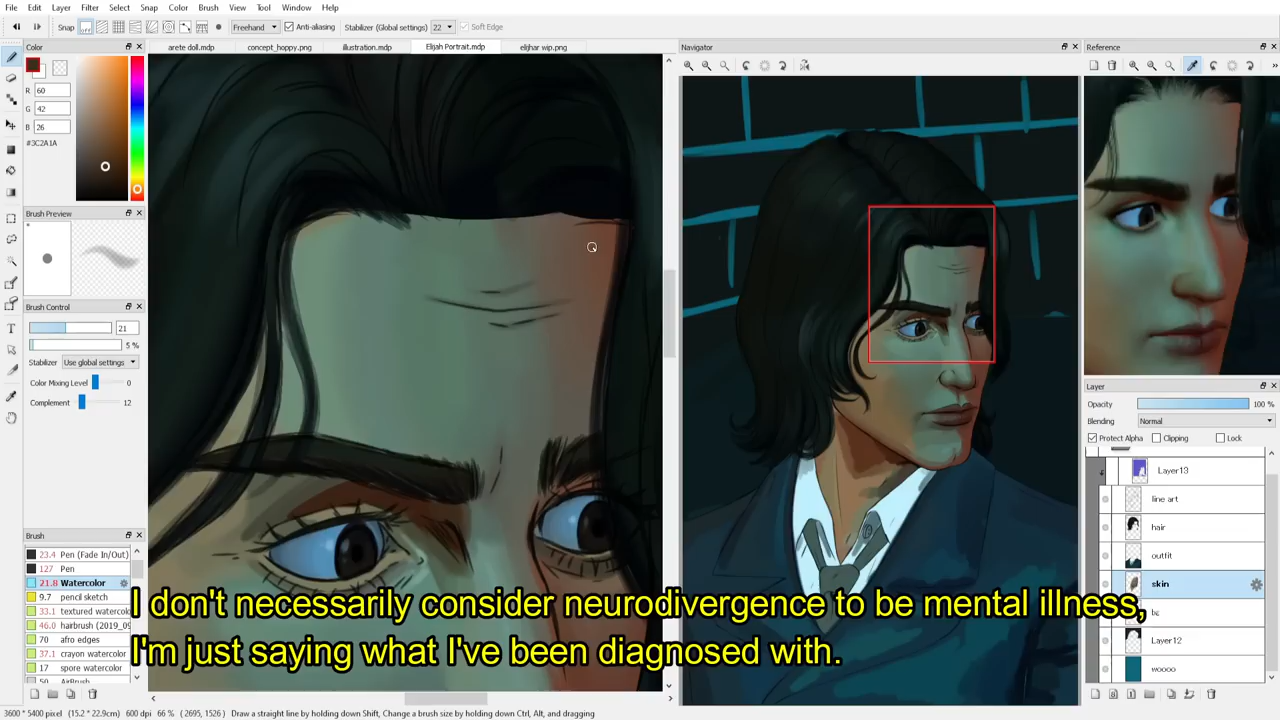 File Edit Layer Filter Select Snap Color Brush View Tool Window Help
Snap off Freehand Anti-aliasing Stabilizer (Global settings) 22 Soft Edge
Color
arete doll.mdp concept_hoppy.png illustration.mdp Elijah Portrait.mdp elijhar wip.png
Navigator
Reference
R 60
G 42
B 26
#3C2A1A
Brush Preview
Brush Control
21
5 %
Stabilizer Use global settings
Color Mixing Level 0
Complement 12
Brush
23.4 Pen (Fade In/Out)
127 Pen
21.8 Watercolor
9.7 pencil sketch
33.1 textured watercolo
46.0 hairbrush (2019_09
70 afro edges
37.1 crayon watercolor
17 spore watercolor
50 AirBrush
Layer
Opacity 100 %
Blending Normal
Protect Alpha Clipping Lock
Layer13
line art
hair
outfit
skin
Layer12
woooo
I don't necessarily consider neurodivergence to be mental illness,
I'm just saying what I've been diagnosed with.
3600 * 5400 pixel (15.2 * 22.9cm) 600 dpi 66 % (2695, 1526) Draw a straight line by holding down Shift, Change a brush size by holding down Ctrl, Alt, and dragging